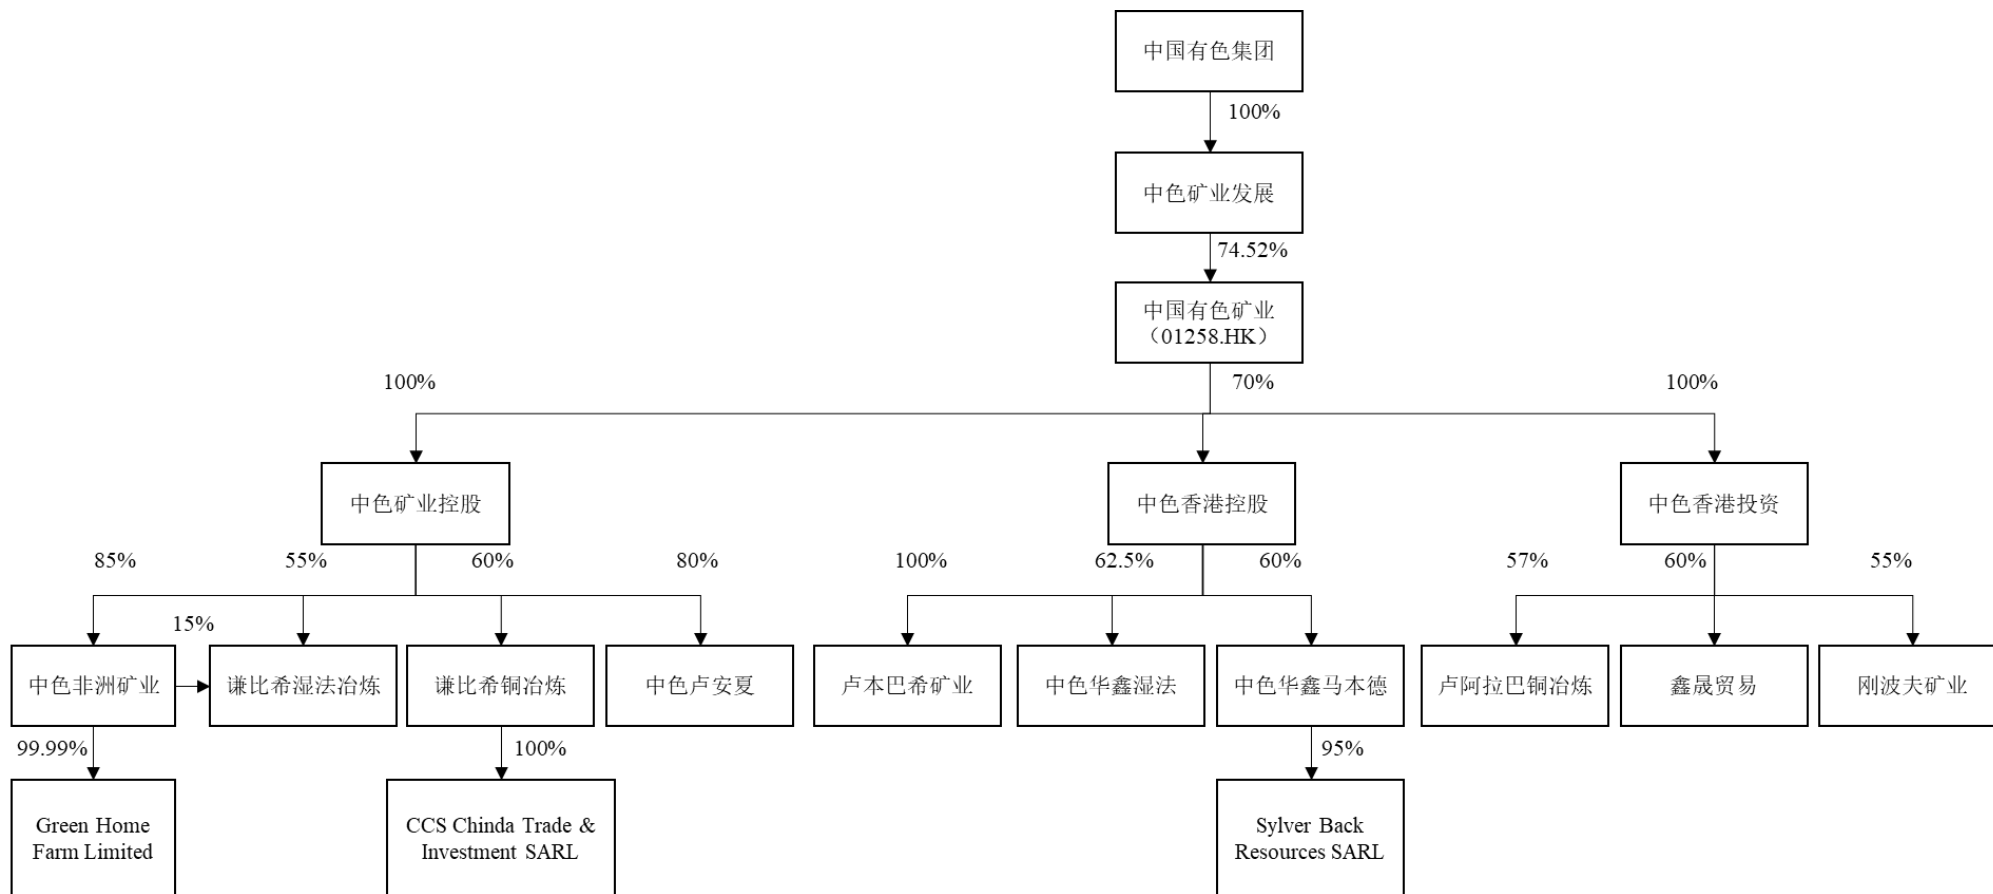 中国有色集团
100%
中色矿业发展
74.52%
中国有色矿业
（01258.HK）
100%
70%
100%
中色矿业控股
中色香港控股
中色香港投资
85%
55%
60%
80%
100%
62.5%
60%
57%
60%
55%
15%
中色非洲矿业
谦比希湿法冶炼
谦比希铜冶炼
中色卢安夏
卢本巴希矿业
中色华鑫湿法
中色华鑫马本德
卢阿拉巴铜冶炼
鑫晟贸易
刚波夫矿业
99.99%
100%
95%
Green Home
Farm Limited
CCS Chinda Trade &
Investment SARL
Sylver Back
Resources SARL